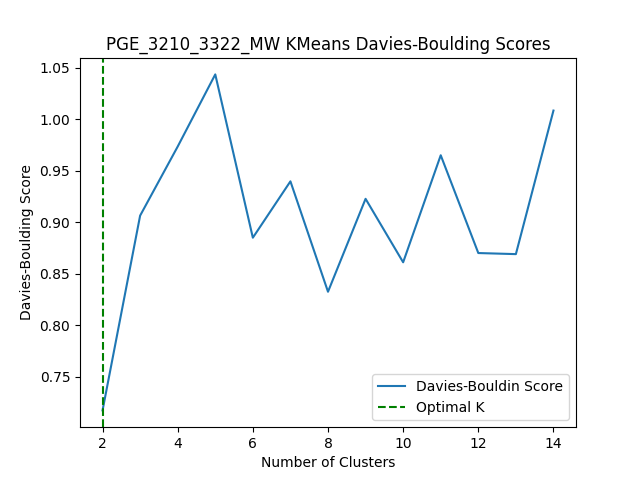 PGE_3210_3322_MW KMeans Davies-Boulding Scores
1.05
1.00
0.95
0.90
0.85
0.80
0.75
Davies-Boulding Score
Davies-Bouldin Score
Optimal K
2 4 6 8 10 12 14
Number of Clusters